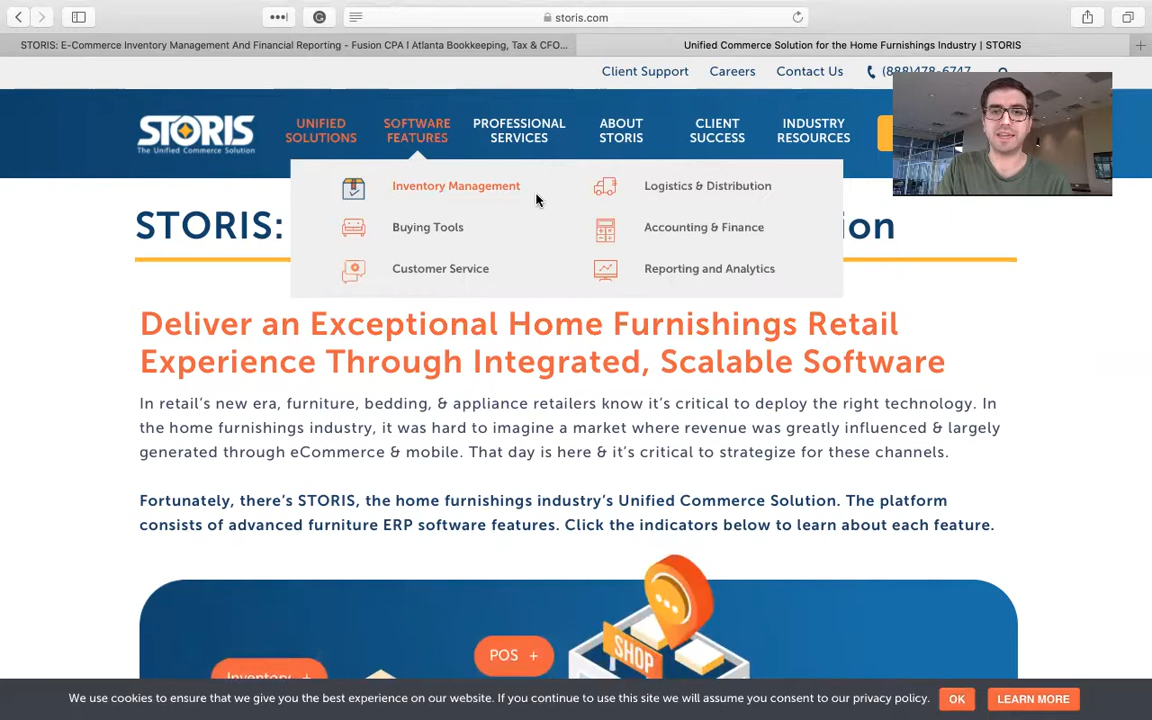 storis.com
STORIS: E-Commerce Inventory Management And Financial Reporting - Fusion CPA I Atlanta Bookkeeping, Tax & CFO...
Unified Commerce Solution for the Home Furnishings Industry | STORIS
Client Support
Careers
Contact Us
(888)478-6747
STORIS
The Unified Commerce Solution
UNIFIED
SOLUTIONS
SOFTWARE
FEATURES
PROFESSIONAL
SERVICES
ABOUT
STORIS
CLIENT
SUCCESS
INDUSTRY
RESOURCES
Inventory Management
Logistics & Distribution
Buying Tools
Accounting & Finance
Customer Service
Reporting and Analytics
STORIS:
Deliver an Exceptional Home Furnishings Retail
Experience Through Integrated, Scalable Software
In retail's new era, furniture, bedding, & appliance retailers know it's critical to deploy the right technology. In
the home furnishings industry, it was hard to imagine a market where revenue was greatly influenced & largely
generated through eCommerce & mobile. That day is here & it's critical to strategize for these channels.
Fortunately, there's STORIS, the home furnishings industry's Unified Commerce Solution. The platform
consists of advanced furniture ERP software features. Click the indicators below to learn about each feature.
SHOP
POS +
Inventory +
We use cookies to ensure that we give you the best experience on our website. If you continue to use this site we will assume you consent to our privacy policy.
OK
LEARN MORE